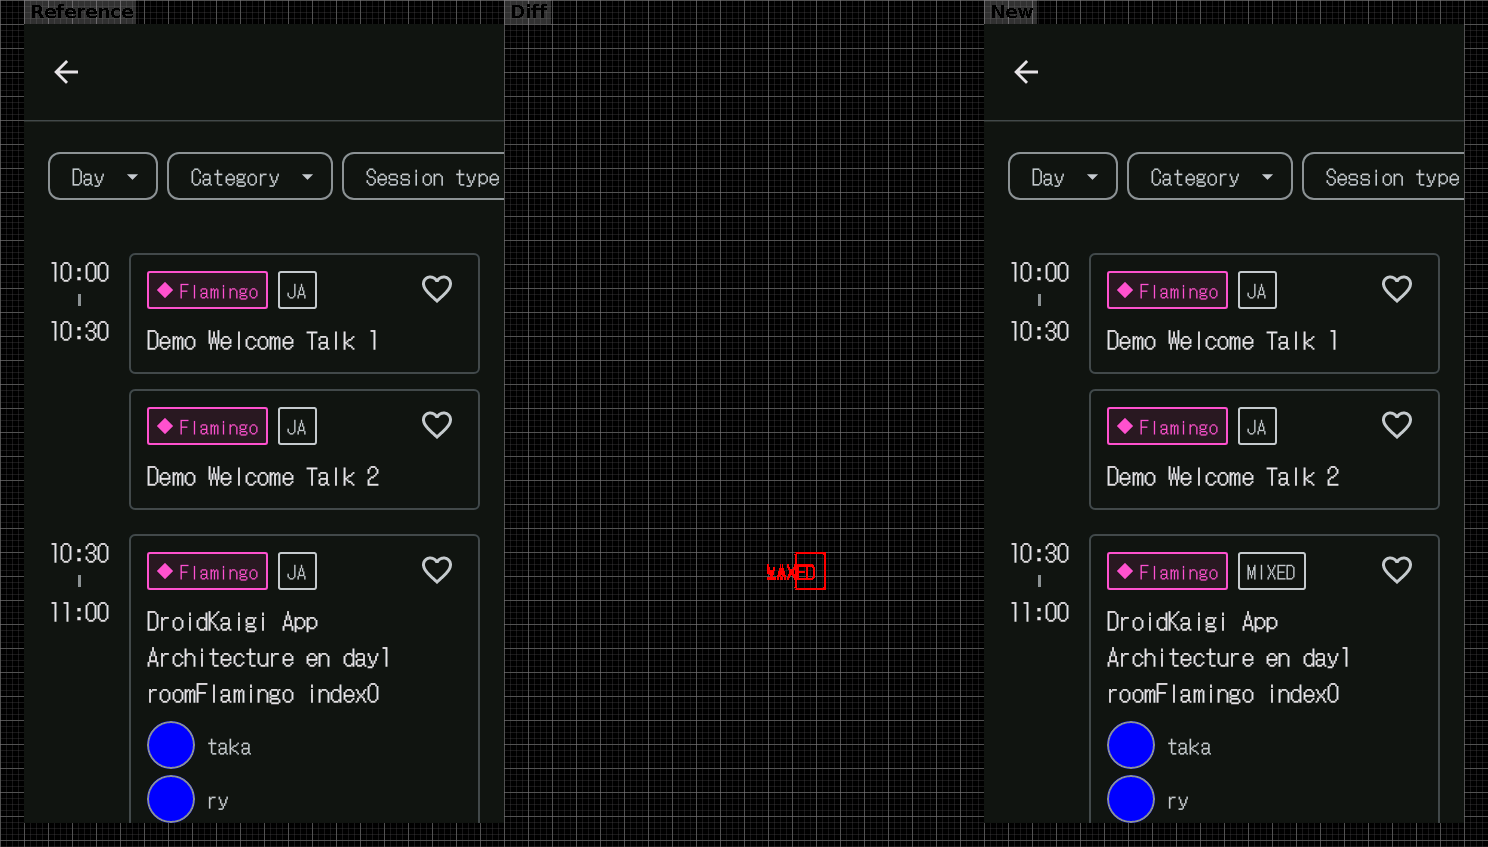 Reference
Day
Category
Session type
10:00
10:30
Flamingo
JA
Demo Welcome Talk 1
Flamingo
JA
Demo Welcome Talk 2
10:30
11:00
Flamingo
JA
DroidKaigi App
Architecture en day1
roomFlamingo index0
taka
ry
Diff
New
Day
Category
Session type
10:00
10:30
Flamingo
JA
Demo Welcome Talk 1
Flamingo
JA
Demo Welcome Talk 2
10:30
11:00
Flamingo
MIXED
DroidKaigi App
Architecture en day1
roomFlamingo index0
taka
ry